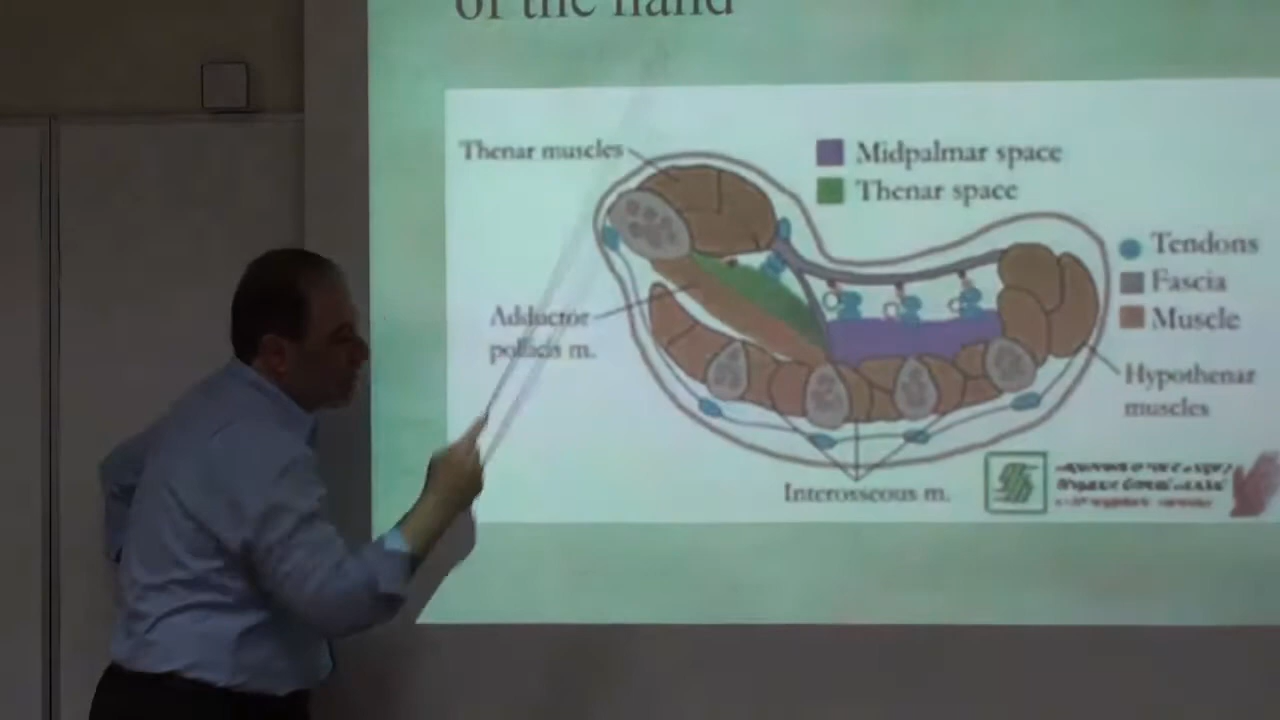 of the hand
Thenar muscles
Midpalmar space
Thenar space
Tendons
Fascia
Muscle
Adductor
pollicis m.
Hypothenar
muscles
Interosseous m.